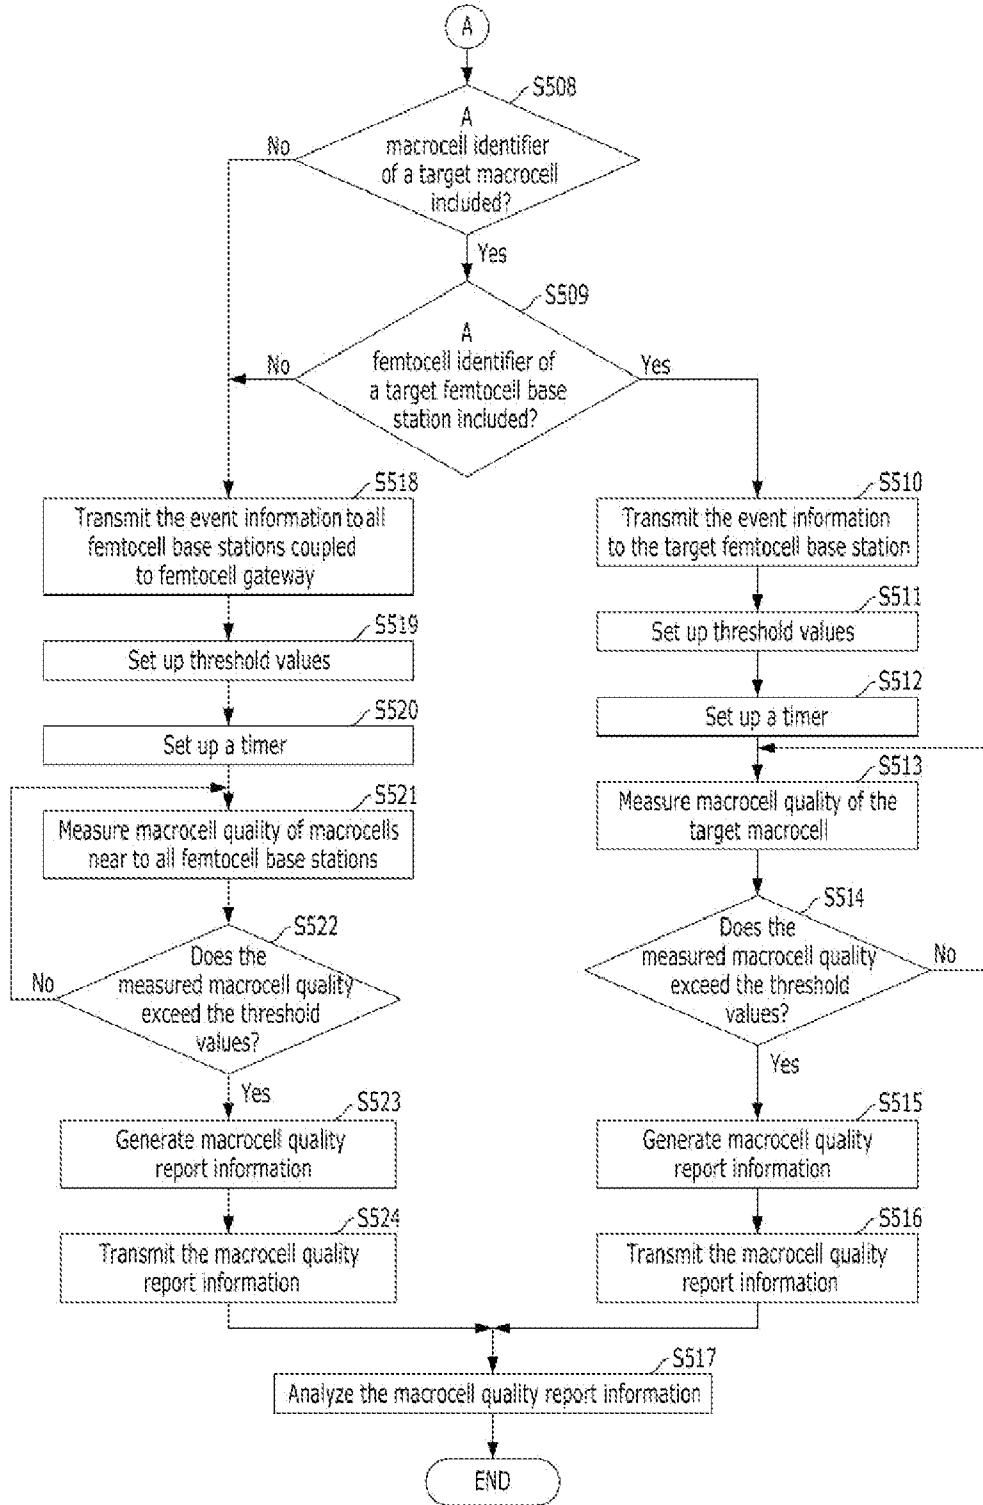 A
S508
A
macrocell identifier
of a target macrocell
included?
No
Yes
S509
A
femtocell identifier of
a target femtocell base
station included?
No
Yes
S518
Transmit the event information to all
femtocell base stations coupled
to femtocell gateway
S510
Transmit the event information
to the target femtocell base station
S519
Set up threshold values
S511
Set up threshold values
S520
Set up a timer
S512
Set up a timer
S521
Measure macrocell quality of macrocells
near to all femtocell base stations
S513
Measure macrocell quality of the
target macrocell
S522
Does the
measured macrocell quality
exceed the threshold
values?
No
Yes
S514
Does the
measured macrocell quality
exceed the threshold
values?
No
Yes
S523
Generate macrocell quality
report information
S515
Generate macrocell quality
report information
S524
Transmit the macrocell quality
report information
S516
Transmit the macrocell quality
report information
S517
Analyze the macrocell quality report information
END